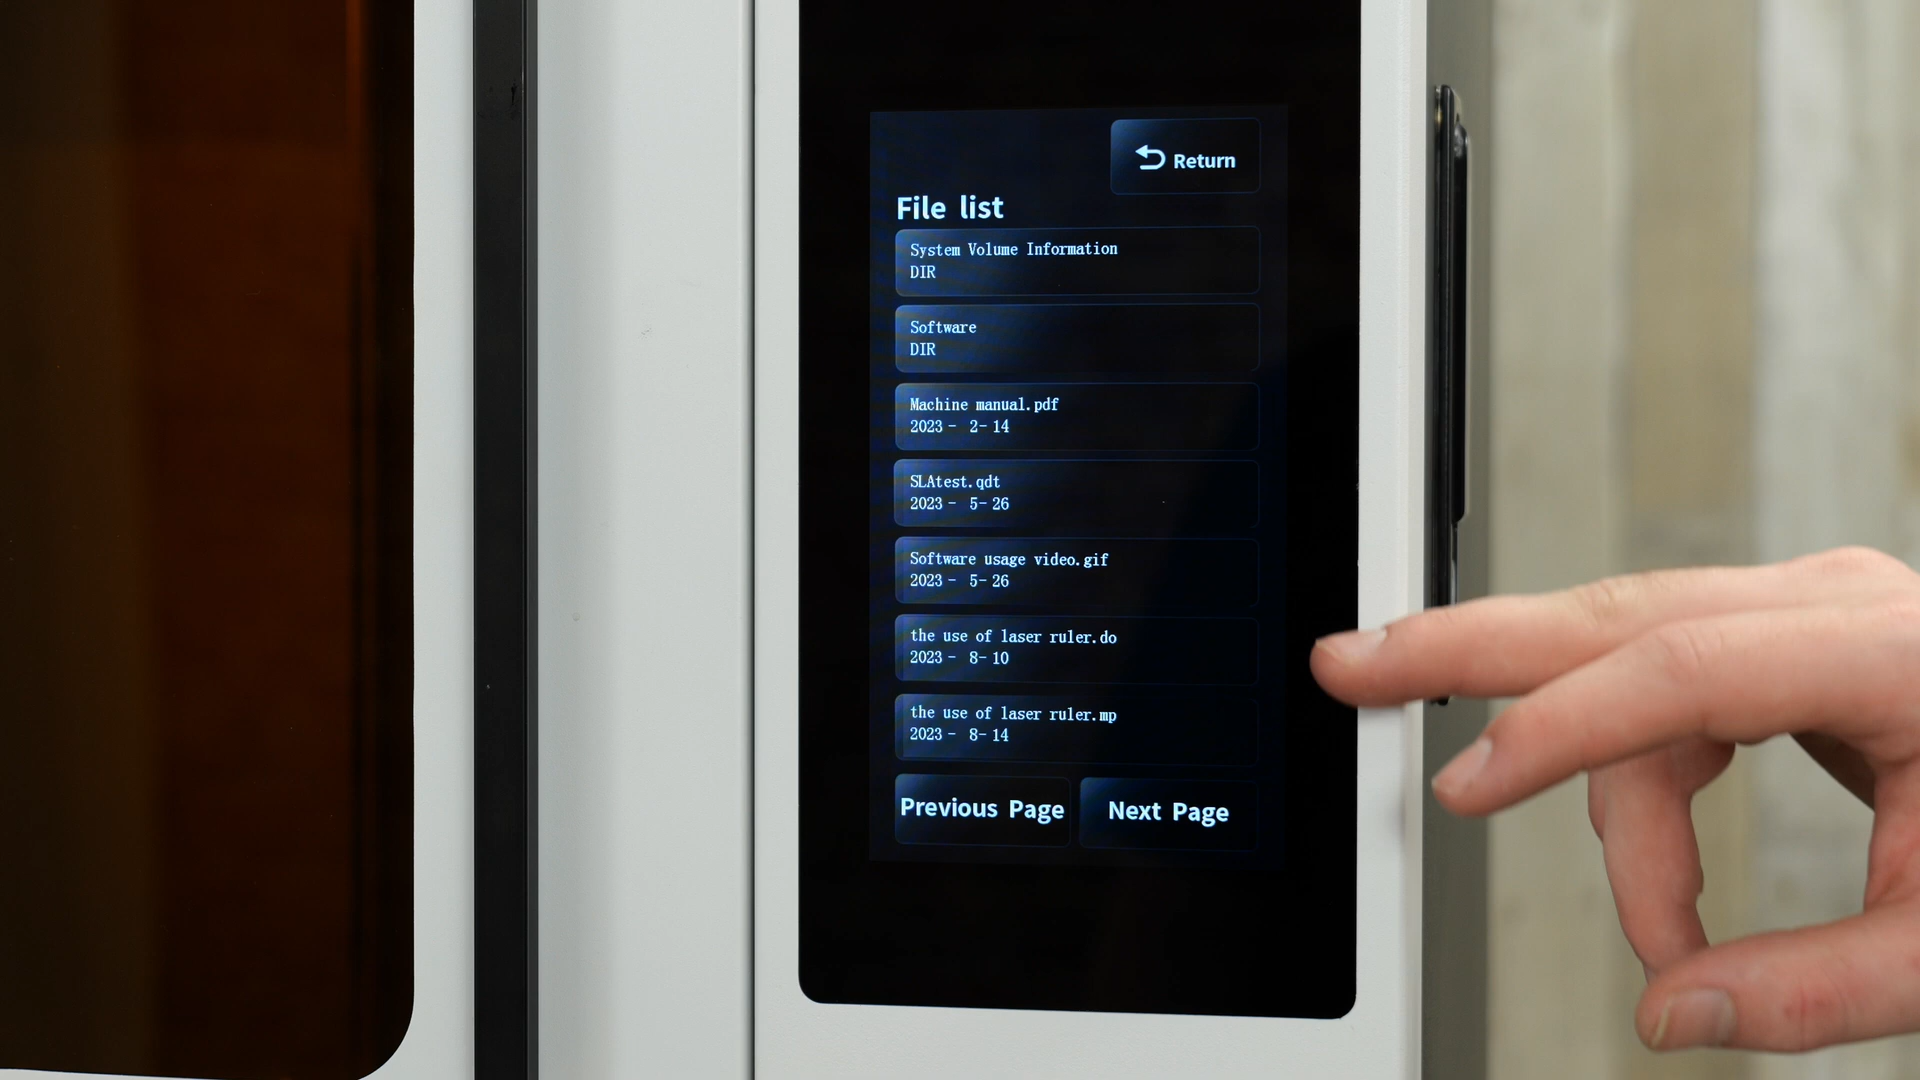 Return
File list
System Volume Information
DIR
Software
DIR
Machine manual.pdf
2023- 2-14
SLAtest.qdt
2023- 5-26
Software usage video.gif
2023- 5-26
the use of laser ruler.do
2023- 8-10
the use of laser ruler.mp
2023- 8-14
Previous Page
Next Page